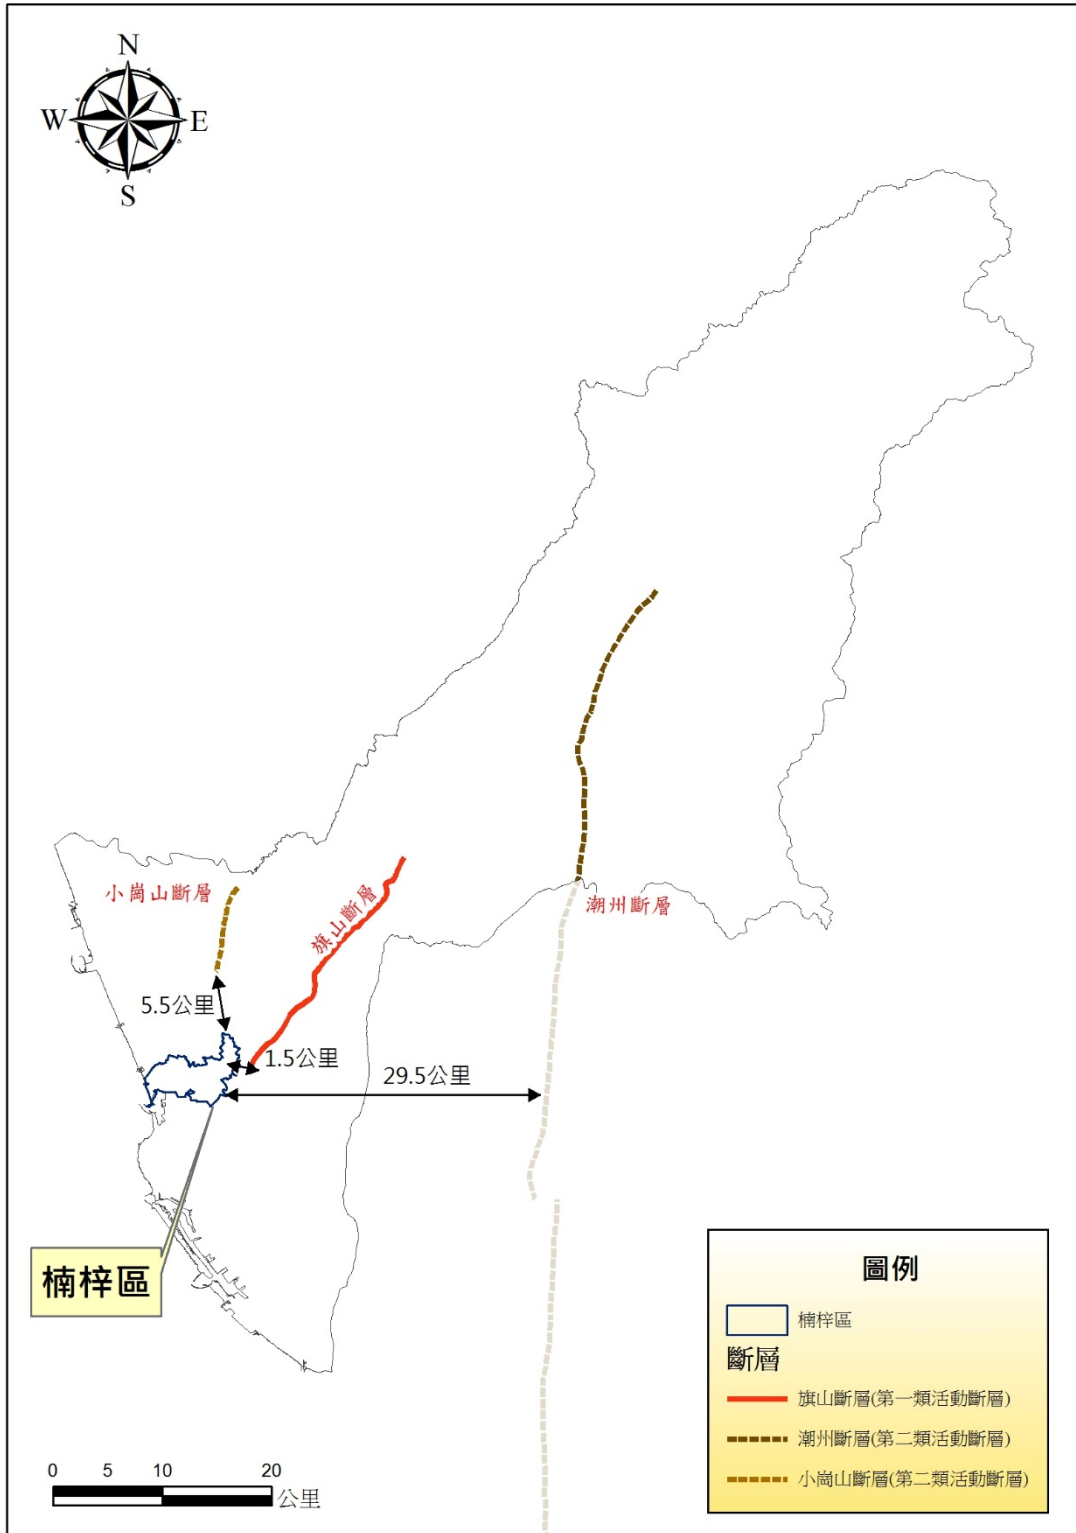 N
W
E
S
小崗山斷層
旗山斷層
潮州斷層
5.5公里
1.5公里
29.5公里
楠梓區
圖例
楠梓區
斷層
旗山斷層(第一類活動斷層)
潮州斷層(第二類活動斷層)
小崗山斷層(第二類活動斷層)
0 5 10 20
公里